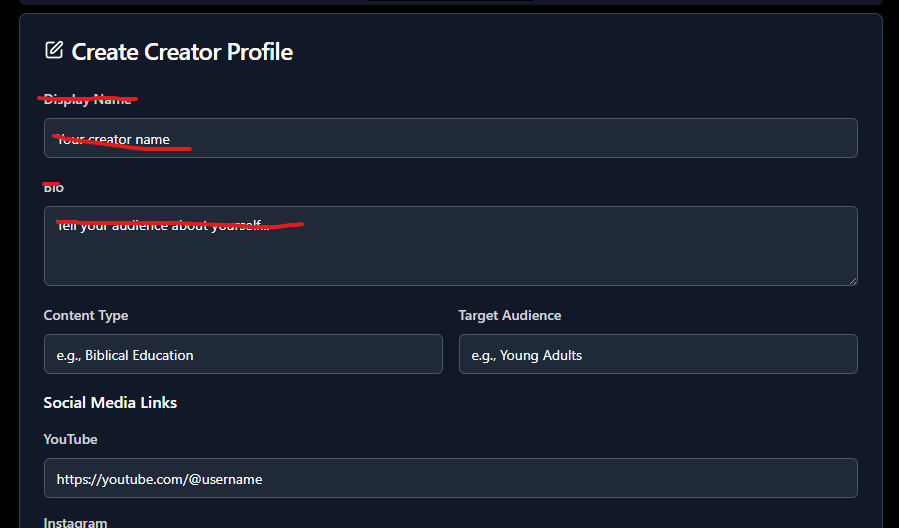 Create Creator Profile
Display Name
Your creator name
Bio
Tell your audience about yourself...
Content Type
Target Audience
e.g., Biblical Education
e.g., Young Adults
Social Media Links
YouTube
https://youtube.com/@username
Instagram